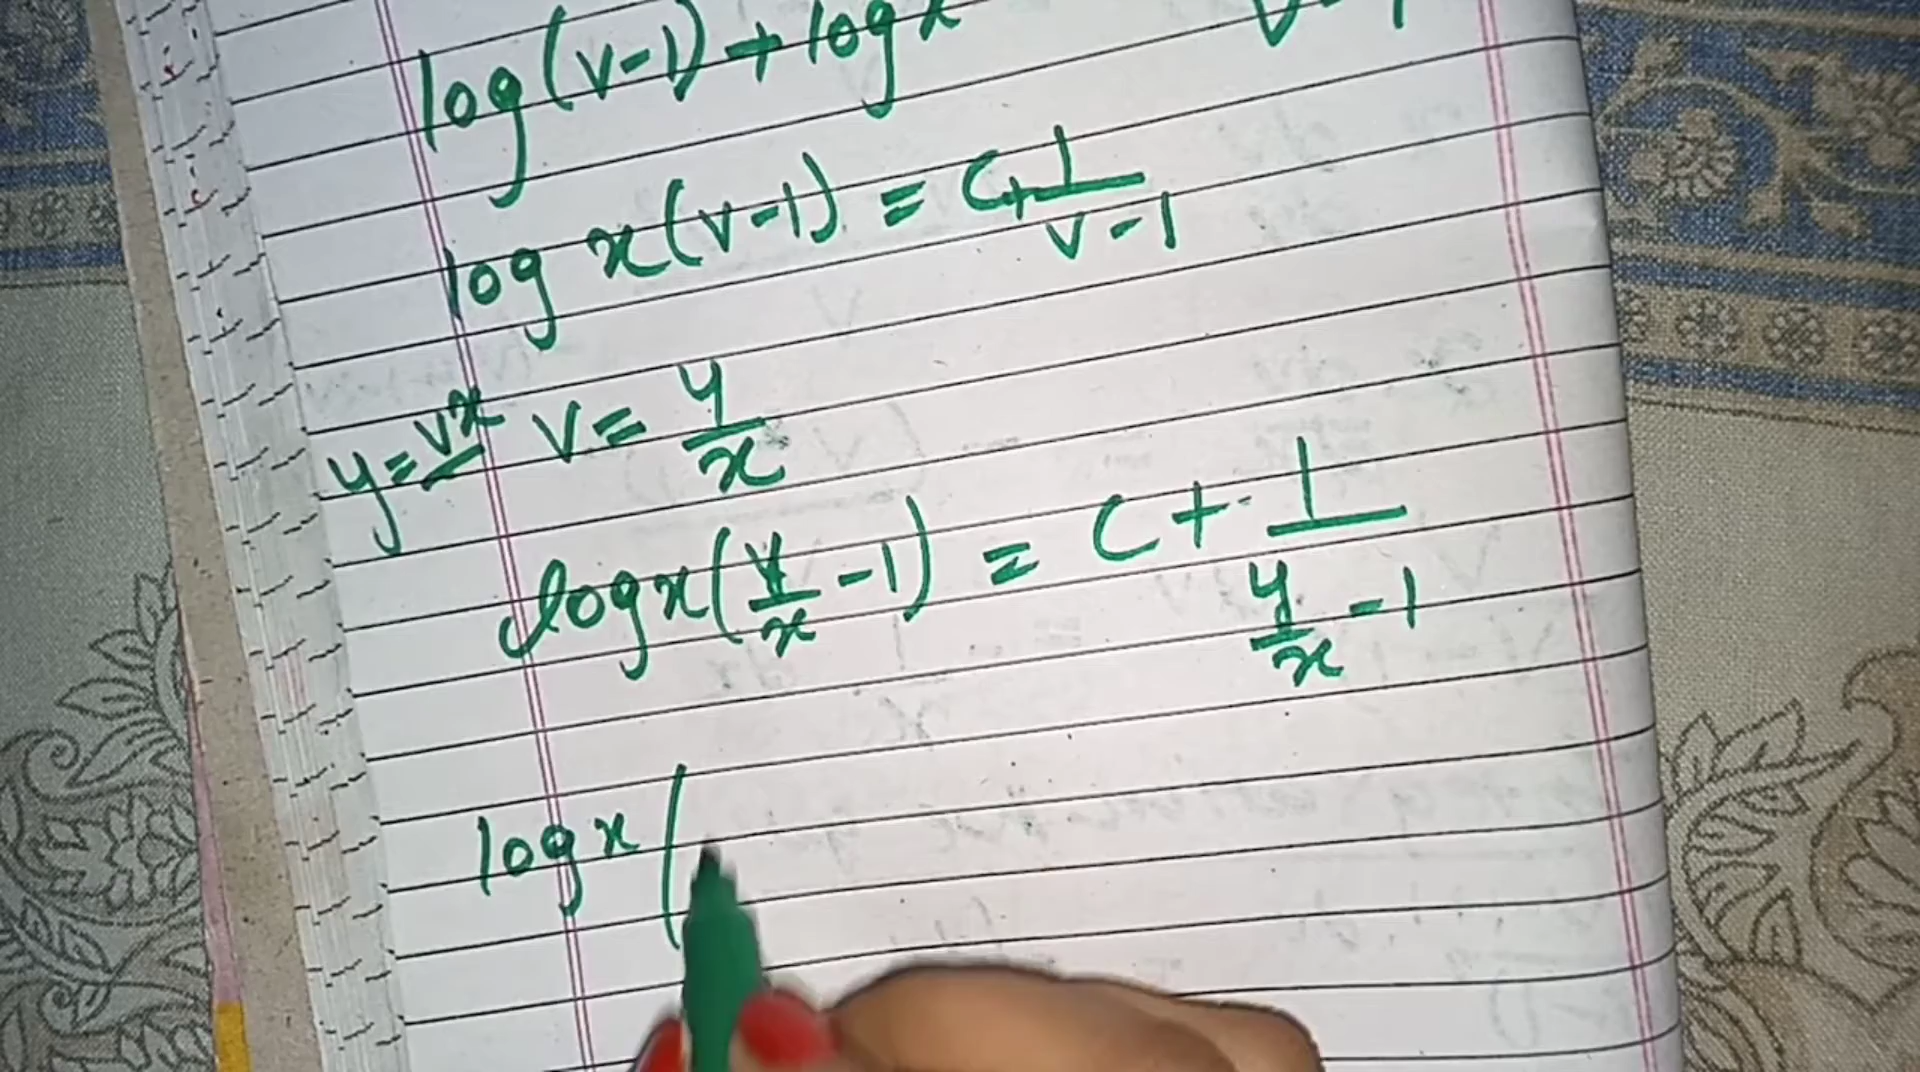 log(v-1) + log x
log x(v-1) = c + 1/(v-1)
y = vx v = y/x
log x(y/x - 1) = c + 1/(y/x - 1)
log x (